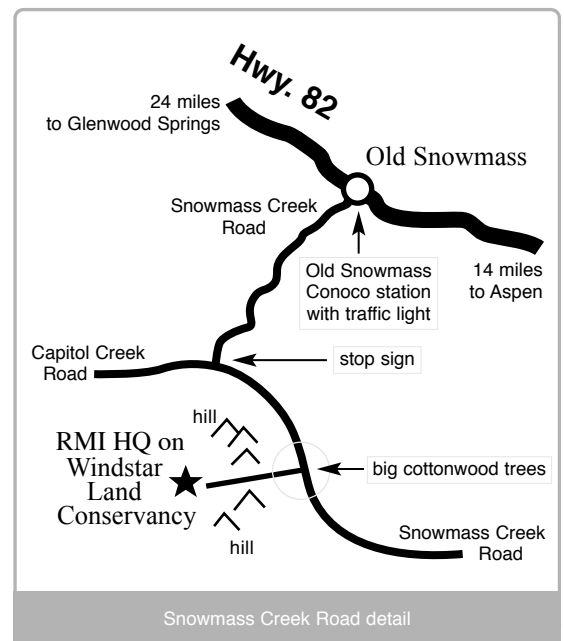 Hwy. 82
24 miles
to Glenwood Springs
Old Snowmass
Snowmass Creek
Road
Old Snowmass
Conoco station
with traffic light
14 miles
to Aspen
Capitol Creek
Road
stop sign
hill
RMI HQ on
Windstar
Land
Conservancy
big cottonwood trees
hill
Snowmass Creek
Road
Snowmass Creek Road detail